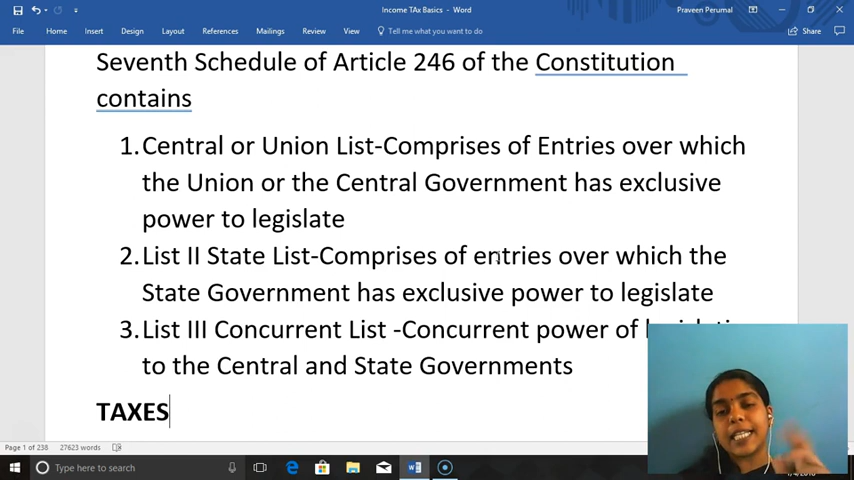 Income TAx Basics - Word
Praveen Perumal
File Home Insert Design Layout References Mailings Review View Tell me what you want to do Share
Seventh Schedule of Article 246 of the Constitution
contains
1. Central or Union List-Comprises of Entries over which
the Union or the Central Government has exclusive
power to legislate
2. List II State List-Comprises of entries over which the
State Government has exclusive power to legislate
3. List III Concurrent List -Concurrent power of
to the Central and State Governments
TAXES
Page 1 of 238 27623 words
Type here to search